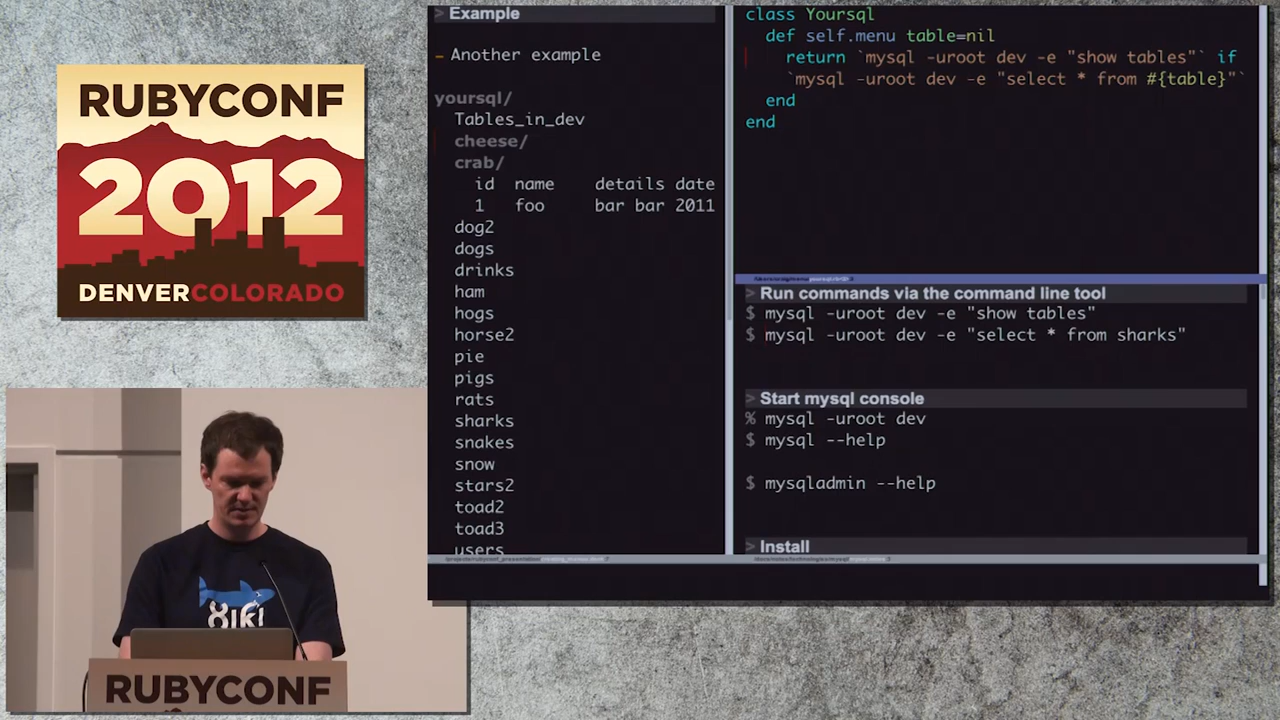 RUBYCONF
2012
DENVERCOLORADO
> Example
- Another example
yoursql/
Tables_in_dev
cheese/
crab/
id name details date
1 foo bar bar 2011
dog2
dogs
drinks
ham
hogs
horse2
pie
pigs
rats
sharks
snakes
snow
stars2
toad2
toad3
users
class Yoursql
def self.menu table=nil
return `mysql -uroot dev -e "show tables"` if
`mysql -uroot dev -e "select * from #{table}"`
end
end
> Run commands via the command line tool
$ mysql -uroot dev -e "show tables"
$ mysql -uroot dev -e "select * from sharks"
> Start mysql console
% mysql -uroot dev
$ mysql --help
$ mysqladmin --help
> Install
xiki
RUBYCONF